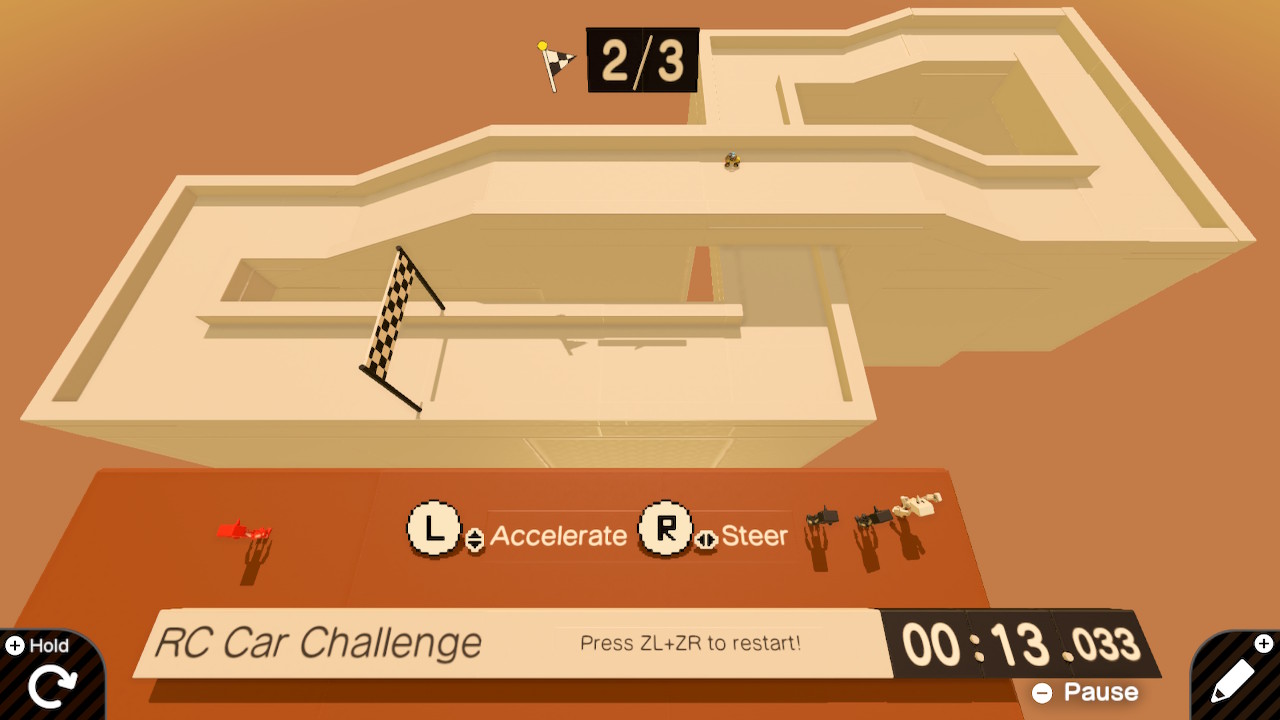 2/3
L Accelerate R Steer
+ Hold
RC Car Challenge
Press ZL+ZR to restart!
00:13.033
Pause